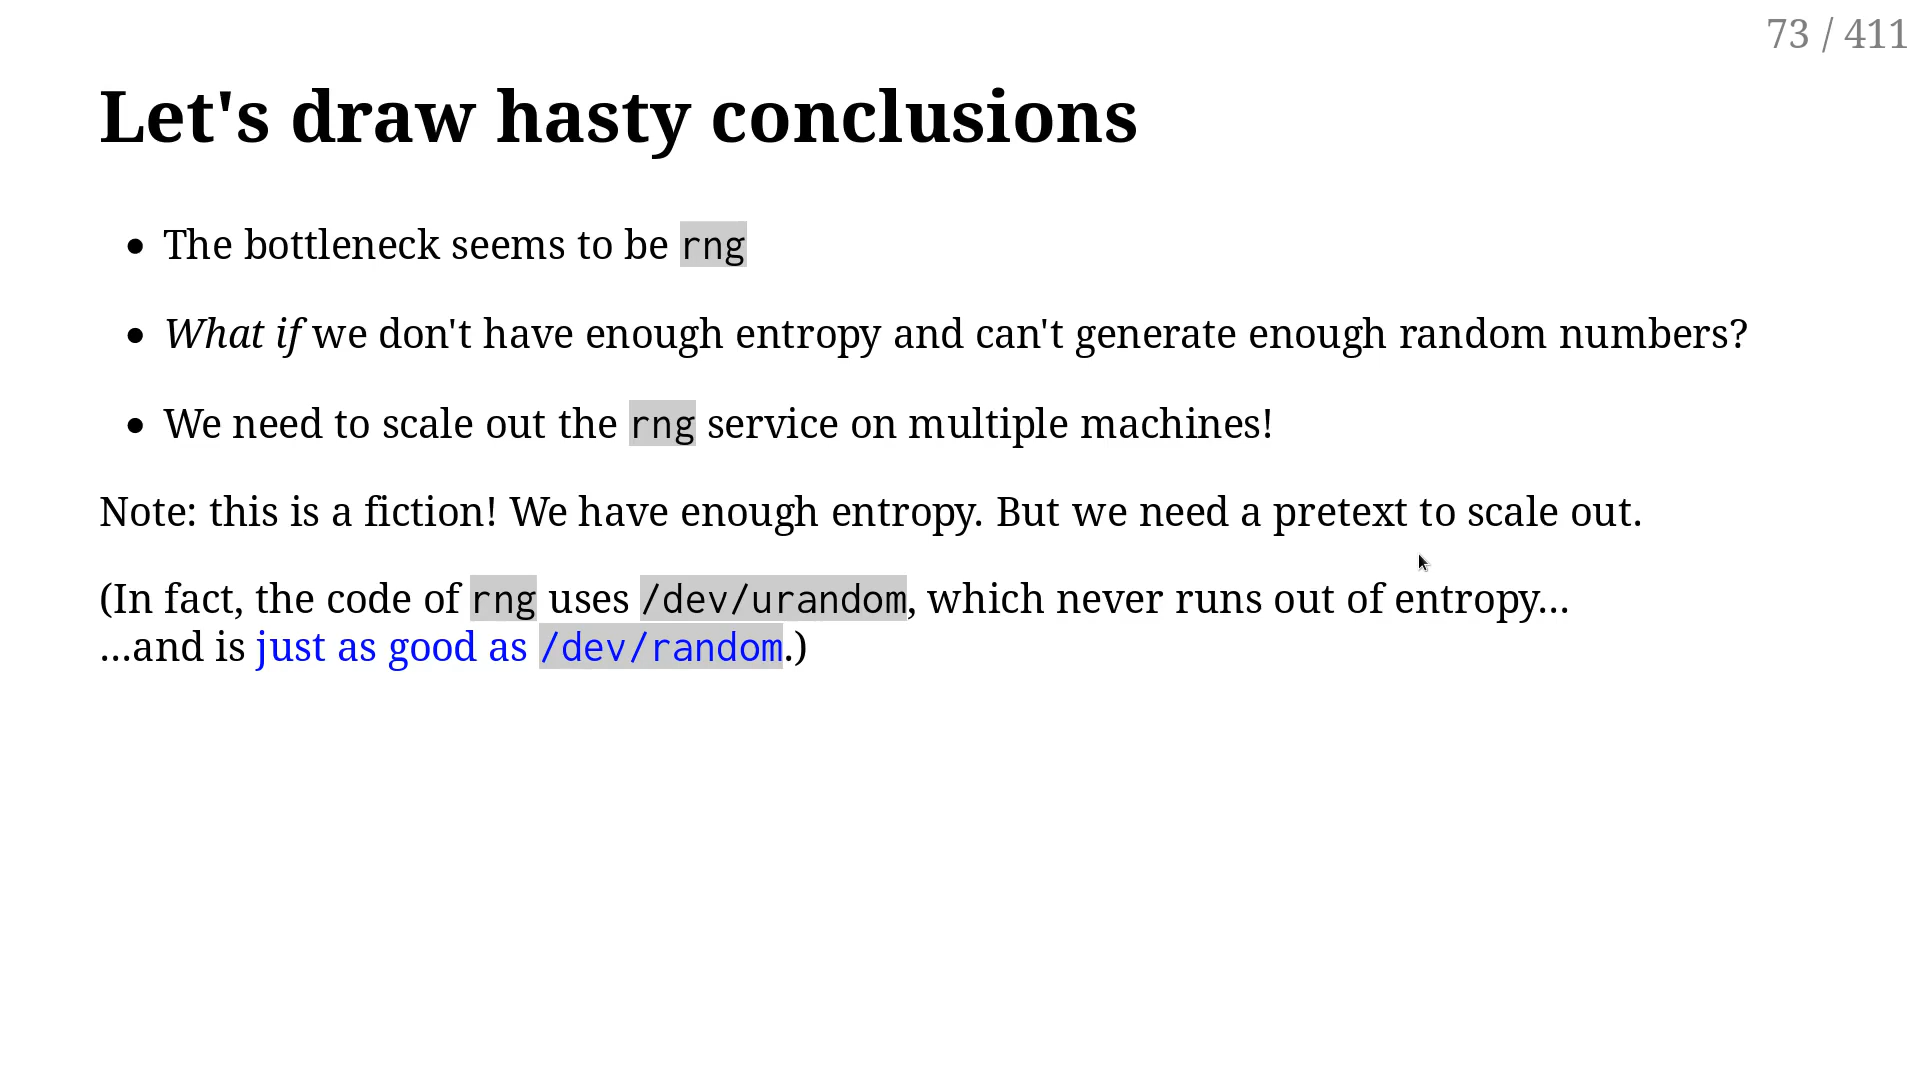 73 / 411
Let's draw hasty conclusions
• The bottleneck seems to be rng
• What if we don't have enough entropy and can't generate enough random numbers?
• We need to scale out the rng service on multiple machines!
Note: this is a fiction! We have enough entropy. But we need a pretext to scale out.
(In fact, the code of rng uses /dev/urandom, which never runs out of entropy...
...and is just as good as /dev/random.)